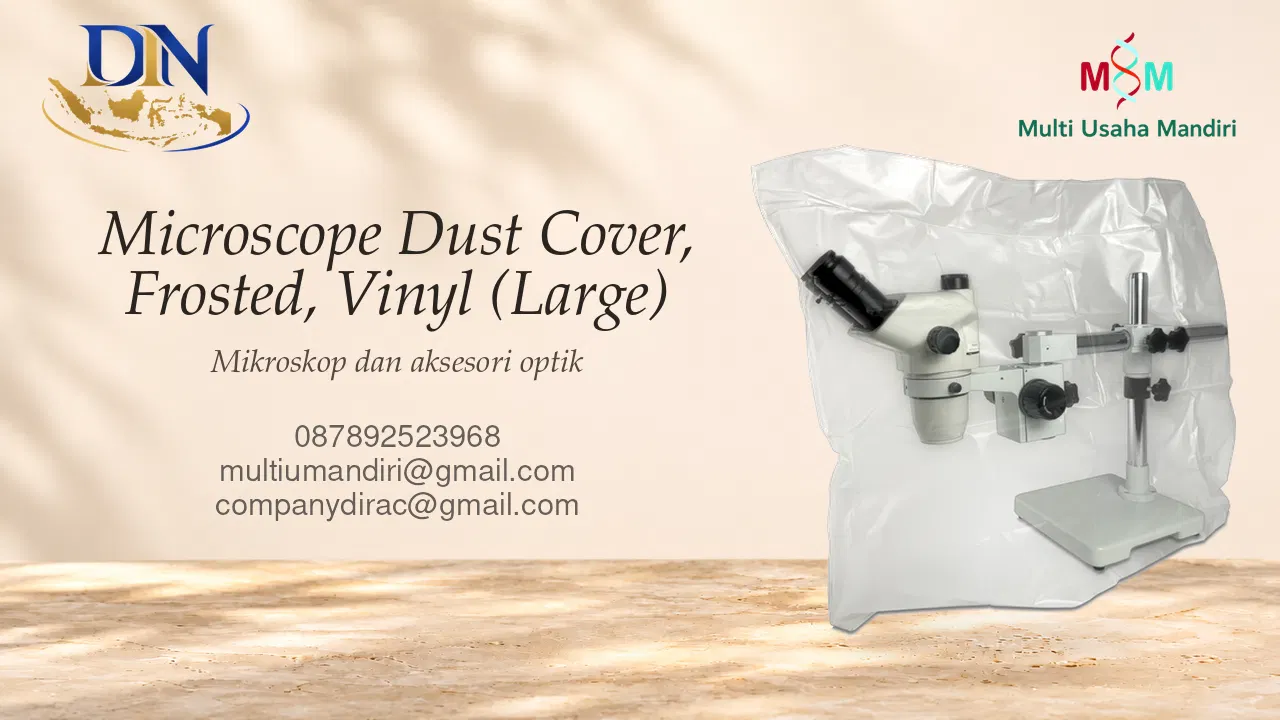 DIN
M M
Multi Usaha Mandiri
Microscope Dust Cover,
Frosted, Vinyl (Large)
Mikroskop dan aksesori optik
087892523968
multiumandiri@gmail.com
companydirac@gmail.com